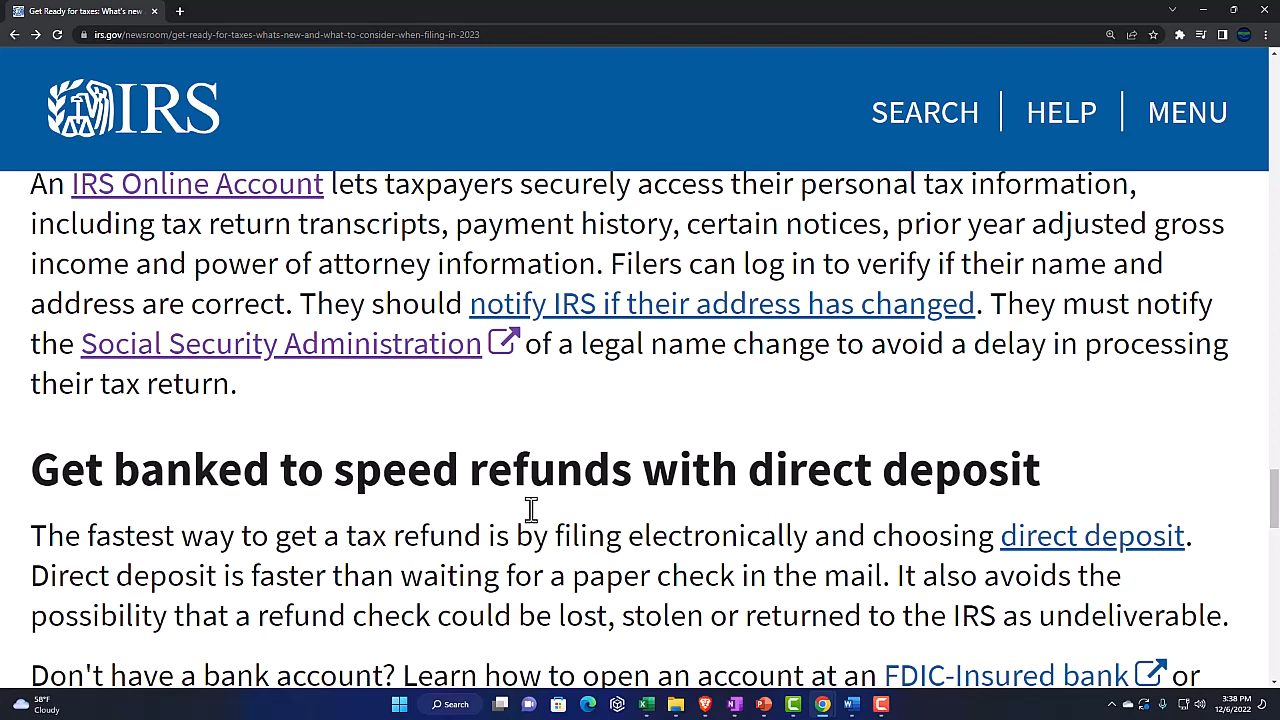 Get Ready for taxes: What's new
irs.gov/newsroom/get-ready-for-taxes-whats-new-and-what-to-consider-when-filing-in-2023
IRS
SEARCH | HELP | MENU
An IRS Online Account lets taxpayers securely access their personal tax information,
including tax return transcripts, payment history, certain notices, prior year adjusted gross
income and power of attorney information. Filers can log in to verify if their name and
address are correct. They should notify IRS if their address has changed. They must notify
the Social Security Administration of a legal name change to avoid a delay in processing
their tax return.
Get banked to speed refunds with direct deposit
The fastest way to get a tax refund is by filing electronically and choosing direct deposit.
Direct deposit is faster than waiting for a paper check in the mail. It also avoids the
possibility that a refund check could be lost, stolen or returned to the IRS as undeliverable.
Don't have a bank account? Learn how to open an account at an FDIC-Insured bank or
58°F
Cloudy
Search
3:38 PM
12/6/2022